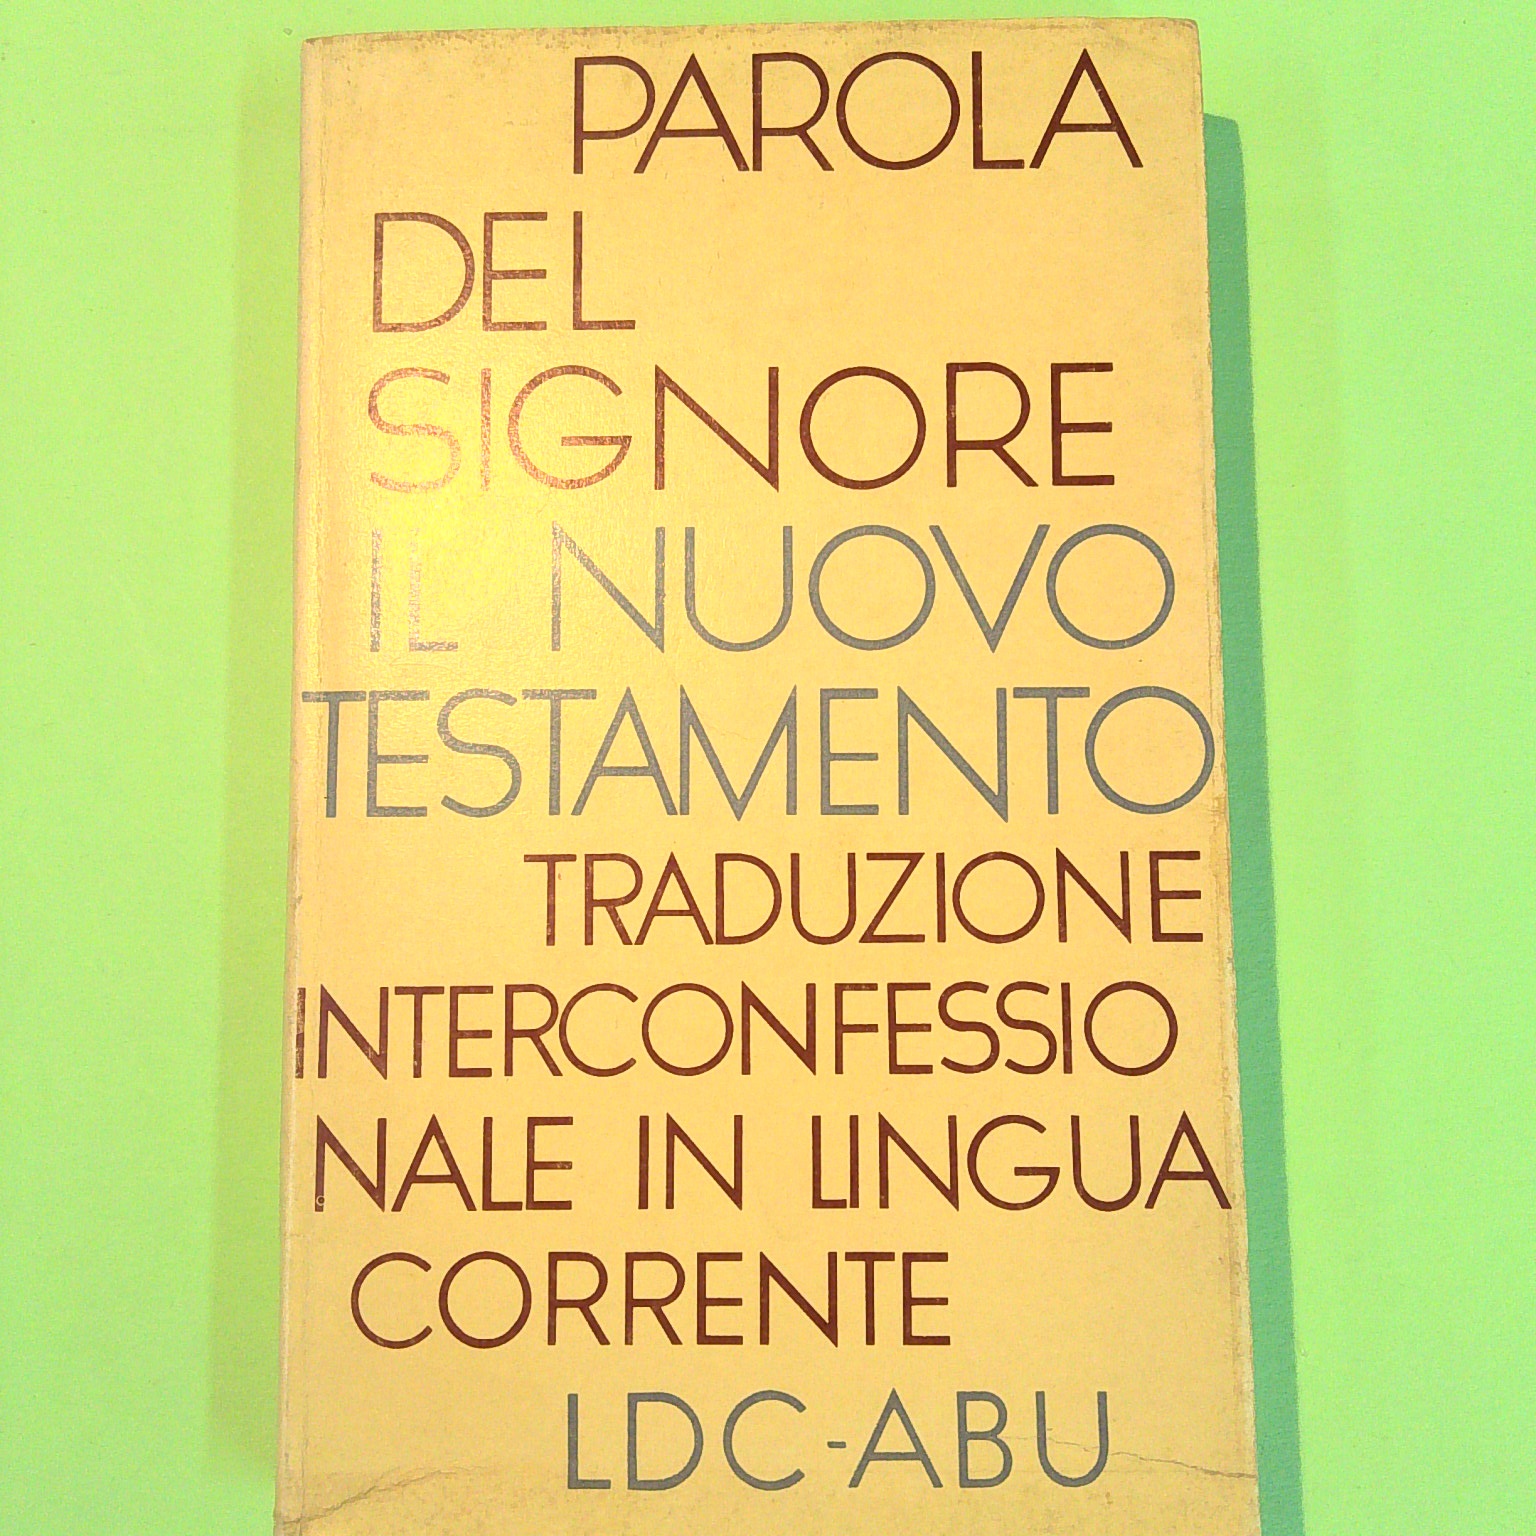 PAROLA
DEL
SIGNORE
IL NUOVO
TESTAMENTO
TRADUZIONE
INTERCONFESSIO
NALE IN LINGUA
CORRENTE
LDC-ABU